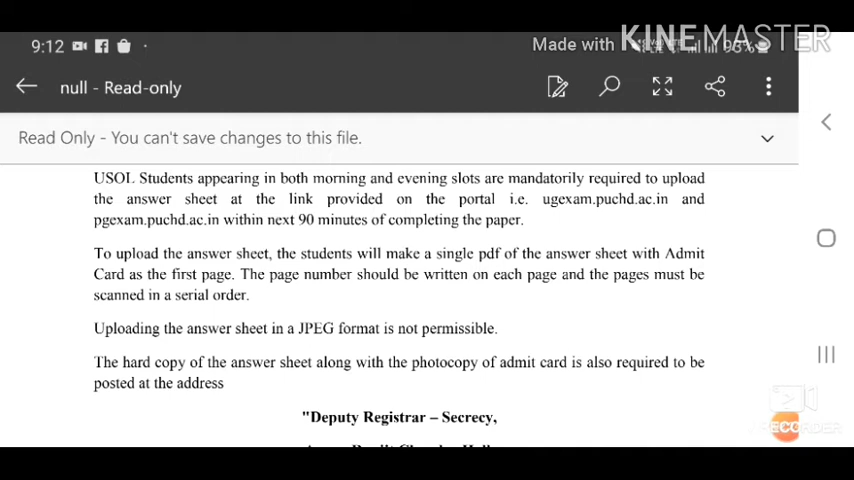 Made with KINEMASTER
9:12 93%
null - Read-only
Read Only - You can't save changes to this file.
USOL Students appearing in both morning and evening slots are mandatorily required to upload
the answer sheet at the link provided on the portal i.e. ugexam.puchd.ac.in and
pgexam.puchd.ac.in within next 90 minutes of completing the paper.
To upload the answer sheet, the students will make a single pdf of the answer sheet with Admit
Card as the first page. The page number should be written on each page and the pages must be
scanned in a serial order.
Uploading the answer sheet in a JPEG format is not permissible.
The hard copy of the answer sheet along with the photocopy of admit card is also required to be
posted at the address
"Deputy Registrar – Secrecy,